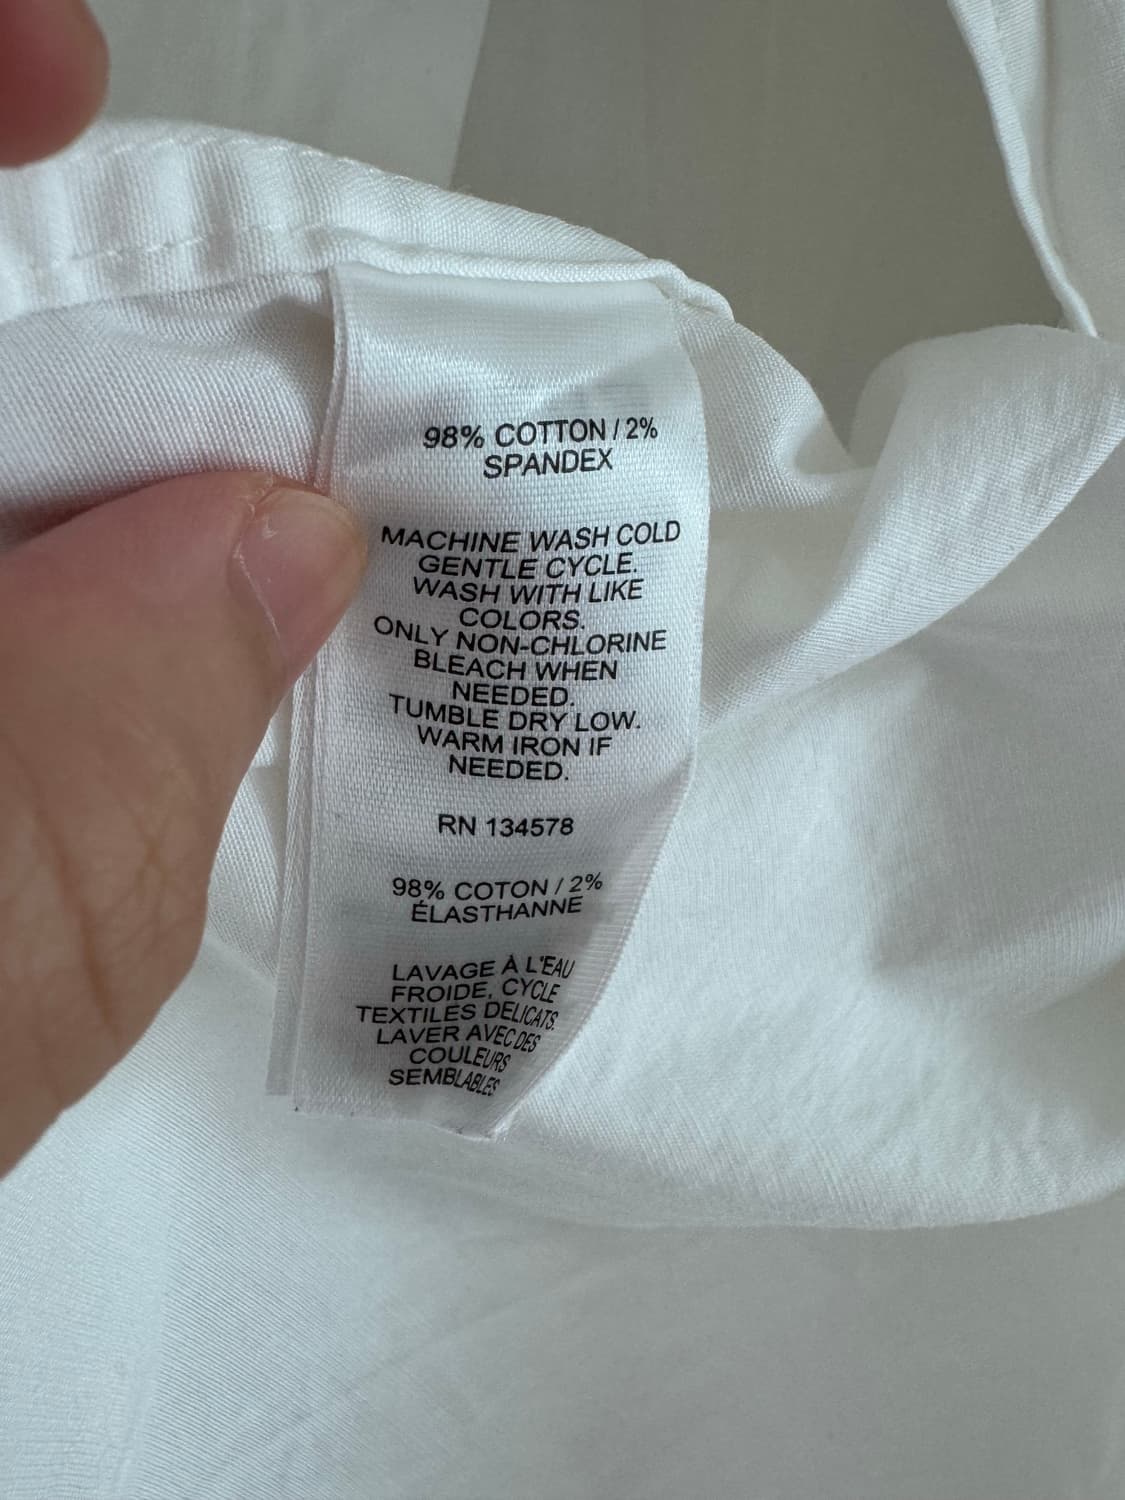 98% COTTON / 2%
SPANDEX
MACHINE WASH COLD
GENTLE CYCLE.
WASH WITH LIKE
COLORS.
ONLY NON-CHLORINE
BLEACH WHEN
NEEDED.
TUMBLE DRY LOW.
WARM IRON IF
NEEDED.
RN 134578
98% COTON / 2%
ÉLASTHANNE
LAVAGE À L'EAU
FROIDE, CYCLE
TEXTILES DELICATS.
LAVER AVEC DES
COULEURS
SEMBLABLES